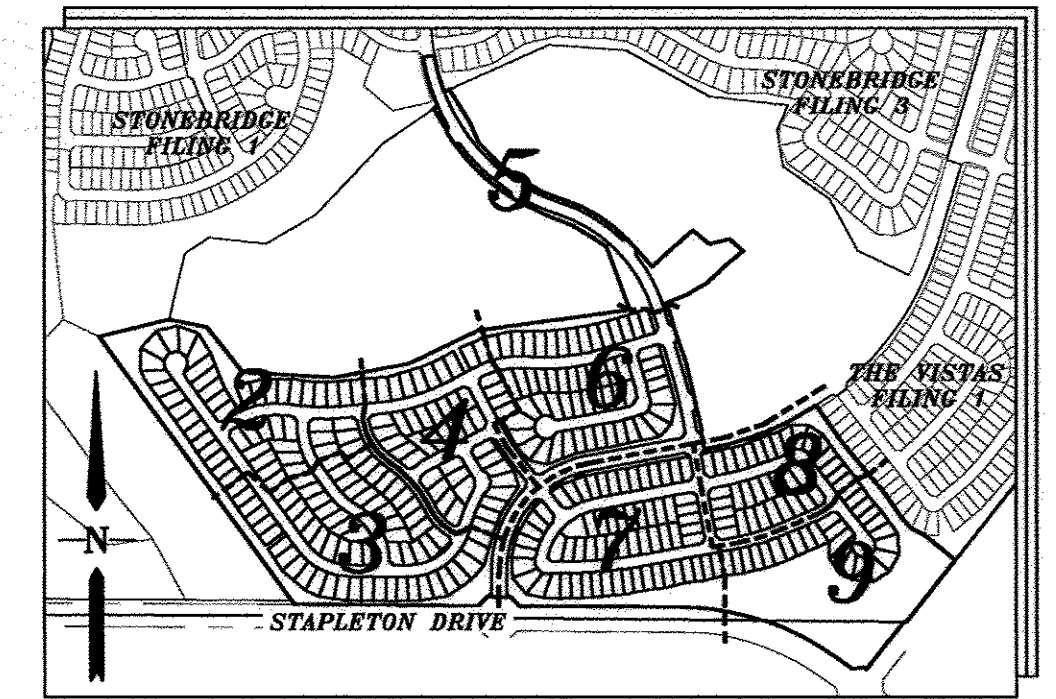 STONEBRIDGE
FILING 1
STONEBRIDGE
FILING 3
5
THE VISTAS
FILING 1
2
6
4
8
3
7
9
N
STAPLETON DRIVE